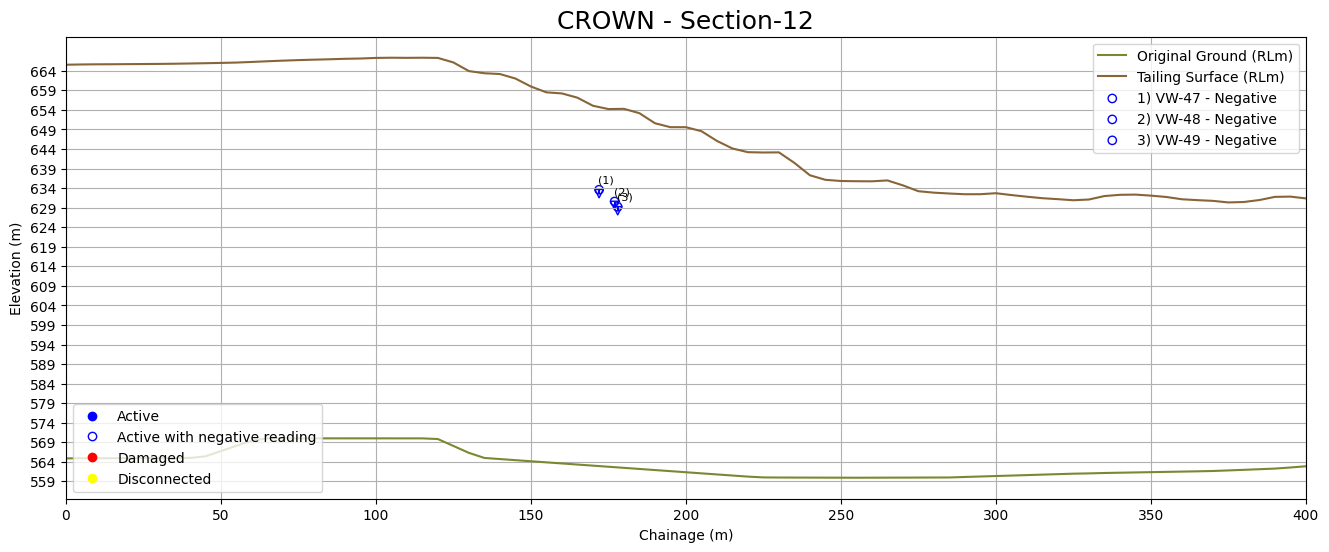 CROWN - Section-12
Original Ground (RLm)
Tailing Surface (RLm)
1) VW-47 - Negative
2) VW-48 - Negative
3) VW-49 - Negative
Elevation (m)
664
659
654
649
644
639
634
629
624
619
614
609
604
599
594
589
584
579
574
569
564
559
(1)
(2)
(3)
Active
Active with negative reading
Damaged
Disconnected
0 50 100 150 200 250 300 350 400
Chainage (m)